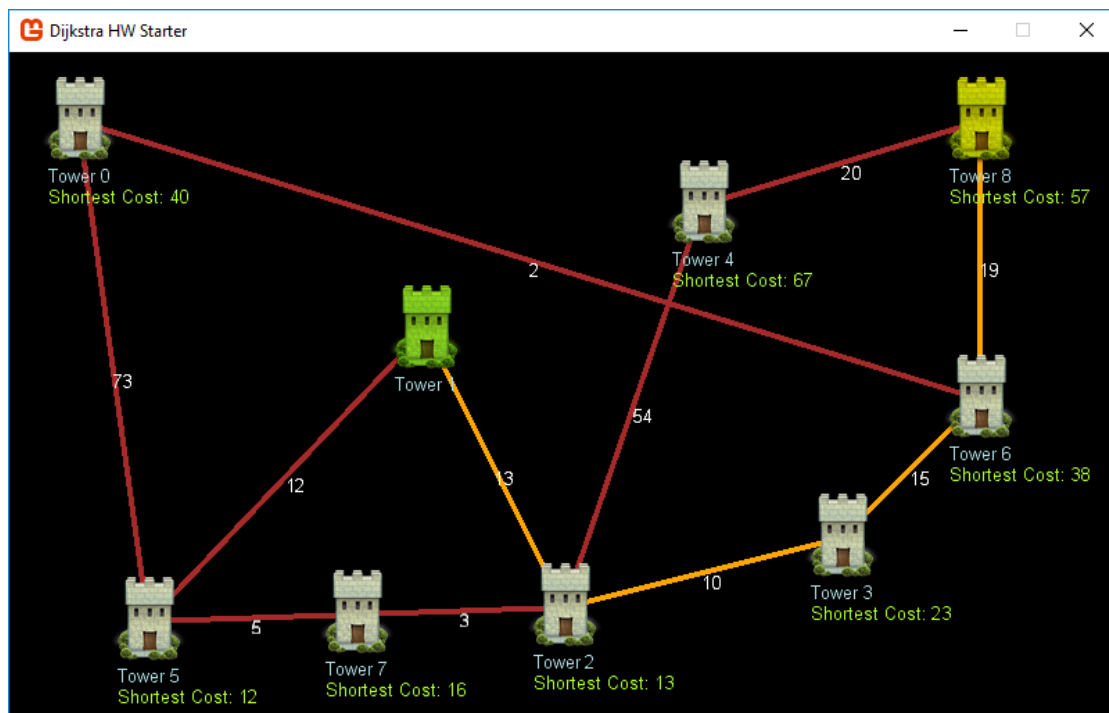 Dijkstra HW Starter
Tower 0
Shortest Cost: 40
20
Tower 8
Shortest Cost: 57
Tower 4
Shortest Cost: 67
2
19
73
Tower 1
54
12
13
Tower 6
Shortest Cost: 38
15
10
Tower 3
Shortest Cost: 23
5
3
Tower 5
Shortest Cost: 12
Tower 7
Shortest Cost: 16
Tower 2
Shortest Cost: 13